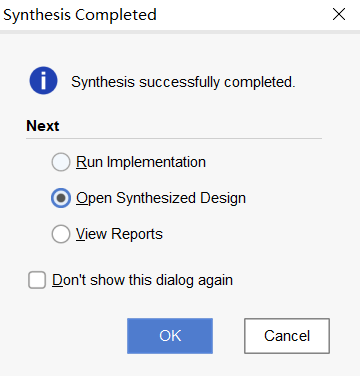 Synthesis Completed
Synthesis successfully completed.
Next
Run Implementation
Open Synthesized Design
View Reports
Don't show this dialog again
OK
Cancel